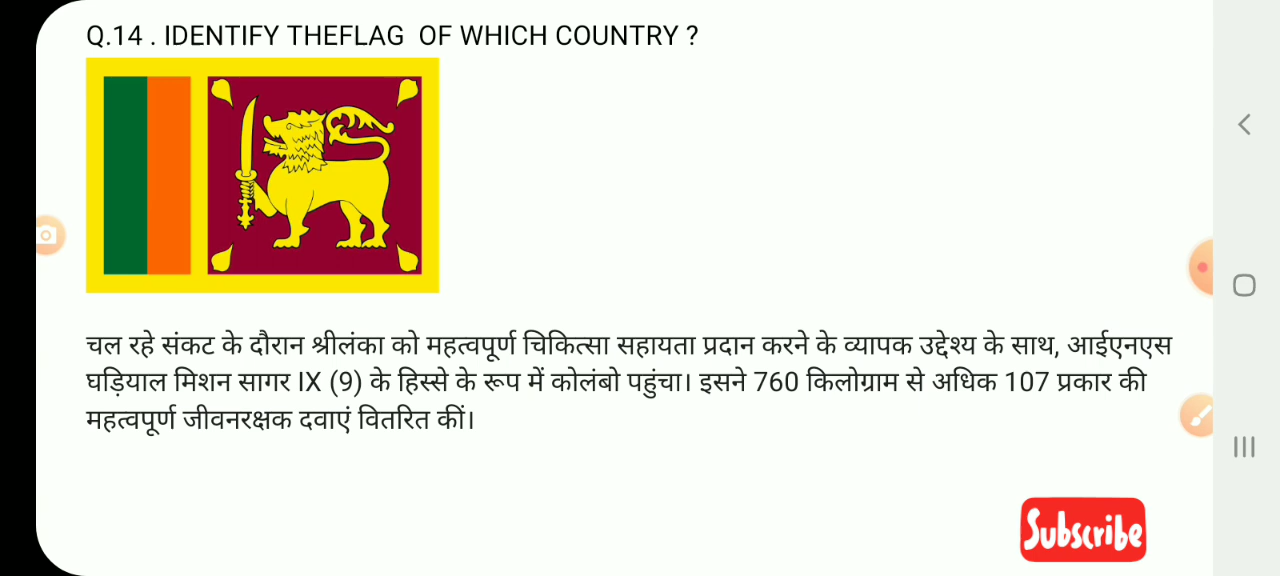 Q.14 . IDENTIFY THEFLAG OF WHICH COUNTRY ?
चल रहे संकट के दौरान श्रीलंका को महत्वपूर्ण चिकित्सा सहायता प्रदान करने के व्यापक उद्देश्य के साथ, आईएनएस
घड़ियाल मिशन सागर IX (9) के हिस्से के रूप में कोलंबो पहुंचा। इसने 760 किलोग्राम से अधिक 107 प्रकार की
महत्वपूर्ण जीवनरक्षक दवाएं वितरित कीं।
Subscribe